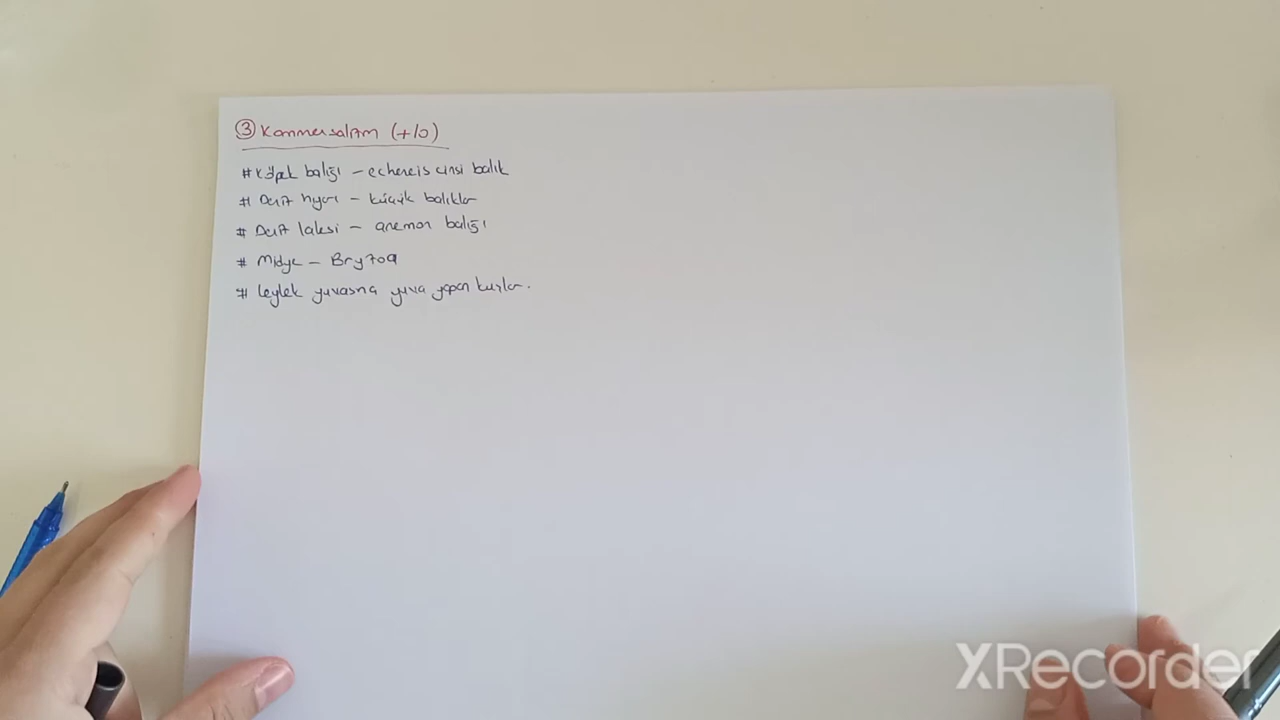 ③ Kommensalizm (+/0)
# Köpek balığı - echeneis cinsi balık
# Deniz hıyarı - küçük balıklar
# Deniz lalesi - anemon balığı
# Midye - Bryzoa
# Leylek yuvasına yuva yapan kuşlar.
XRecorder